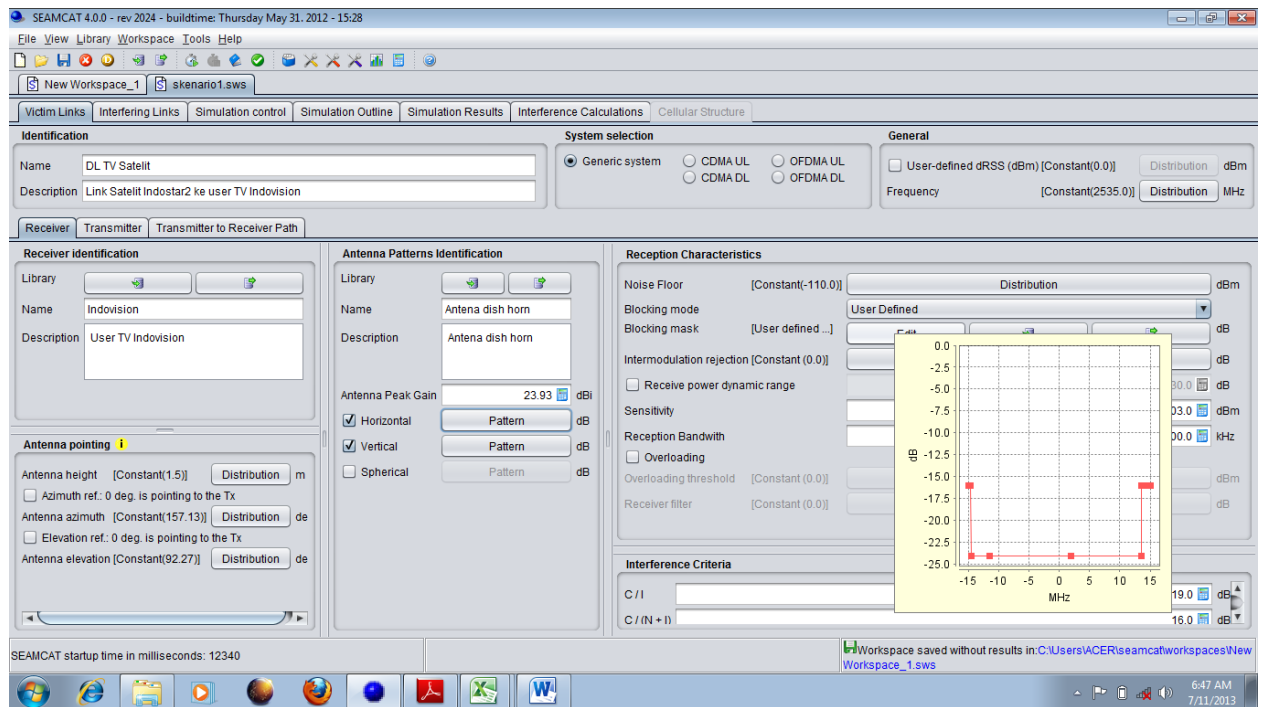 SEAMCAT 4.0.0 - rev 2024 - buildtime: Thursday May 31. 2012 - 15:28
File View Library Workspace Tools Help
New Workspace_1 skenario1.sws
Victim Links Interfering Links Simulation control Simulation Outline Simulation Results Interference Calculations Cellular Structure
Identification System selection General
Name DL TV Satelit Generic system CDMA UL OFDMA UL User-defined dRSS (dBm) [Constant(0.0)] Distribution dBm
CDMA DL OFDMA DL
Description Link Satelit Indostar2 ke user TV Indovision Frequency [Constant(2535.0)] Distribution MHz
Receiver Transmitter Transmitter to Receiver Path
Receiver identification
Library
Name Indovision
Description User TV Indovision
Antenna pointing i
Antenna height [Constant(1.5)] Distribution m
Azimuth ref.: 0 deg. is pointing to the Tx
Antenna azimuth [Constant(157.13)] Distribution de
Elevation ref.: 0 deg. is pointing to the Tx
Antenna elevation [Constant(92.27)] Distribution de
Antenna Patterns Identification
Library
Name Antena dish horn
Description Antena dish horn
Antenna Peak Gain 23.93 dBi
Horizontal Pattern dB
Vertical Pattern dB
Spherical Pattern dB
Reception Characteristics
Noise Floor [Constant(-110.0)] Distribution dBm
Blocking mode User Defined
Blocking mask [User defined ...] Edit dB
Intermodulation rejection [Constant (0.0)] dB
Receive power dynamic range 30.0 dB
Sensitivity 03.0 dBm
Reception Bandwith 00.0 kHz
Overloading
Overloading threshold [Constant (0.0)] dBm
Receiver filter [Constant (0.0)] dB
Interference Criteria
C / I 19.0 dB
C / (N + I) 16.0 dB
0.0
-2.5
-5.0
-7.5
-10.0
-12.5
-15.0
-17.5
-20.0
-22.5
-25.0
dB
-15 -10 -5 0 5 10 15
MHz
SEAMCAT startup time in milliseconds: 12340
Workspace saved without results in:C:\Users\ACER\seamcat\workspaces\New
Workspace_1.sws
6:47 AM
7/11/2013